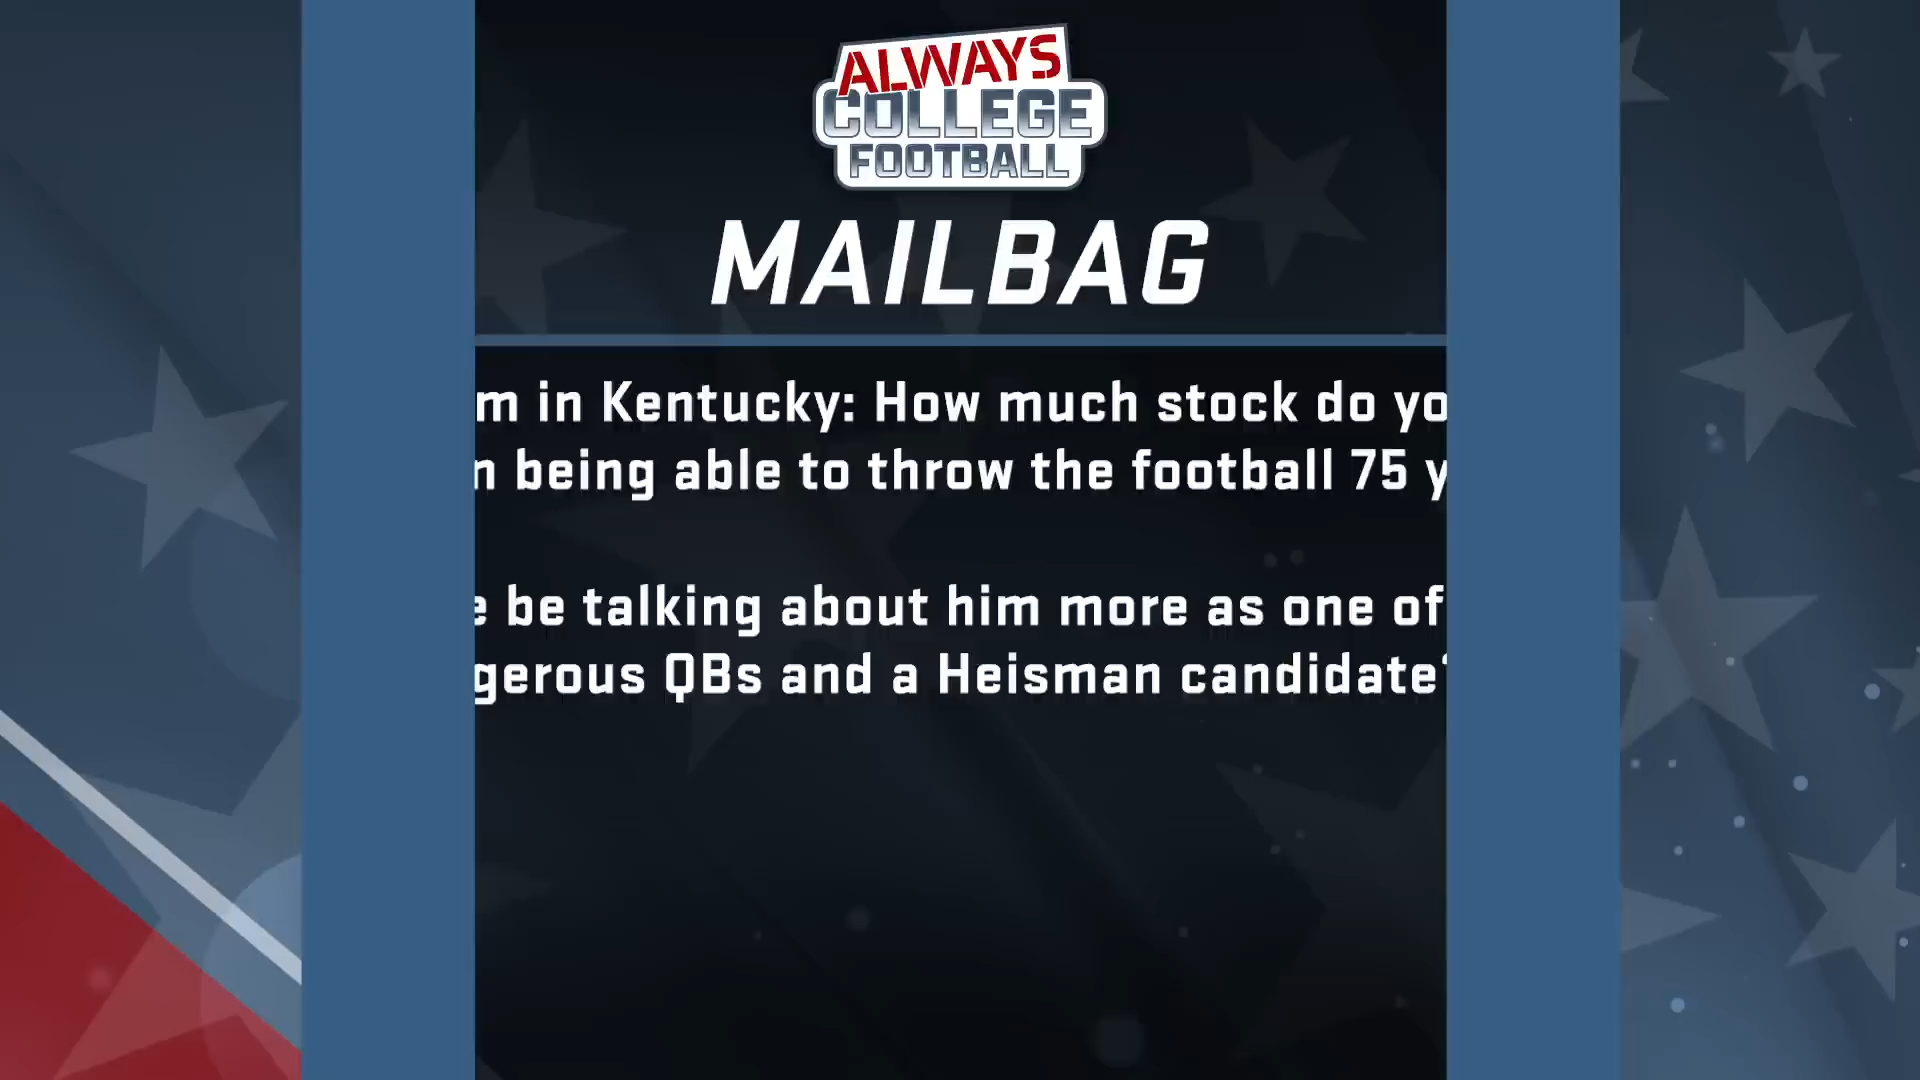 ALWAYS
COLLEGE
FOOTBALL
MAILBAG
m in Kentucky: How much stock do yo
n being able to throw the football 75 y
e be talking about him more as one of
gerous QBs and a Heisman candidate?